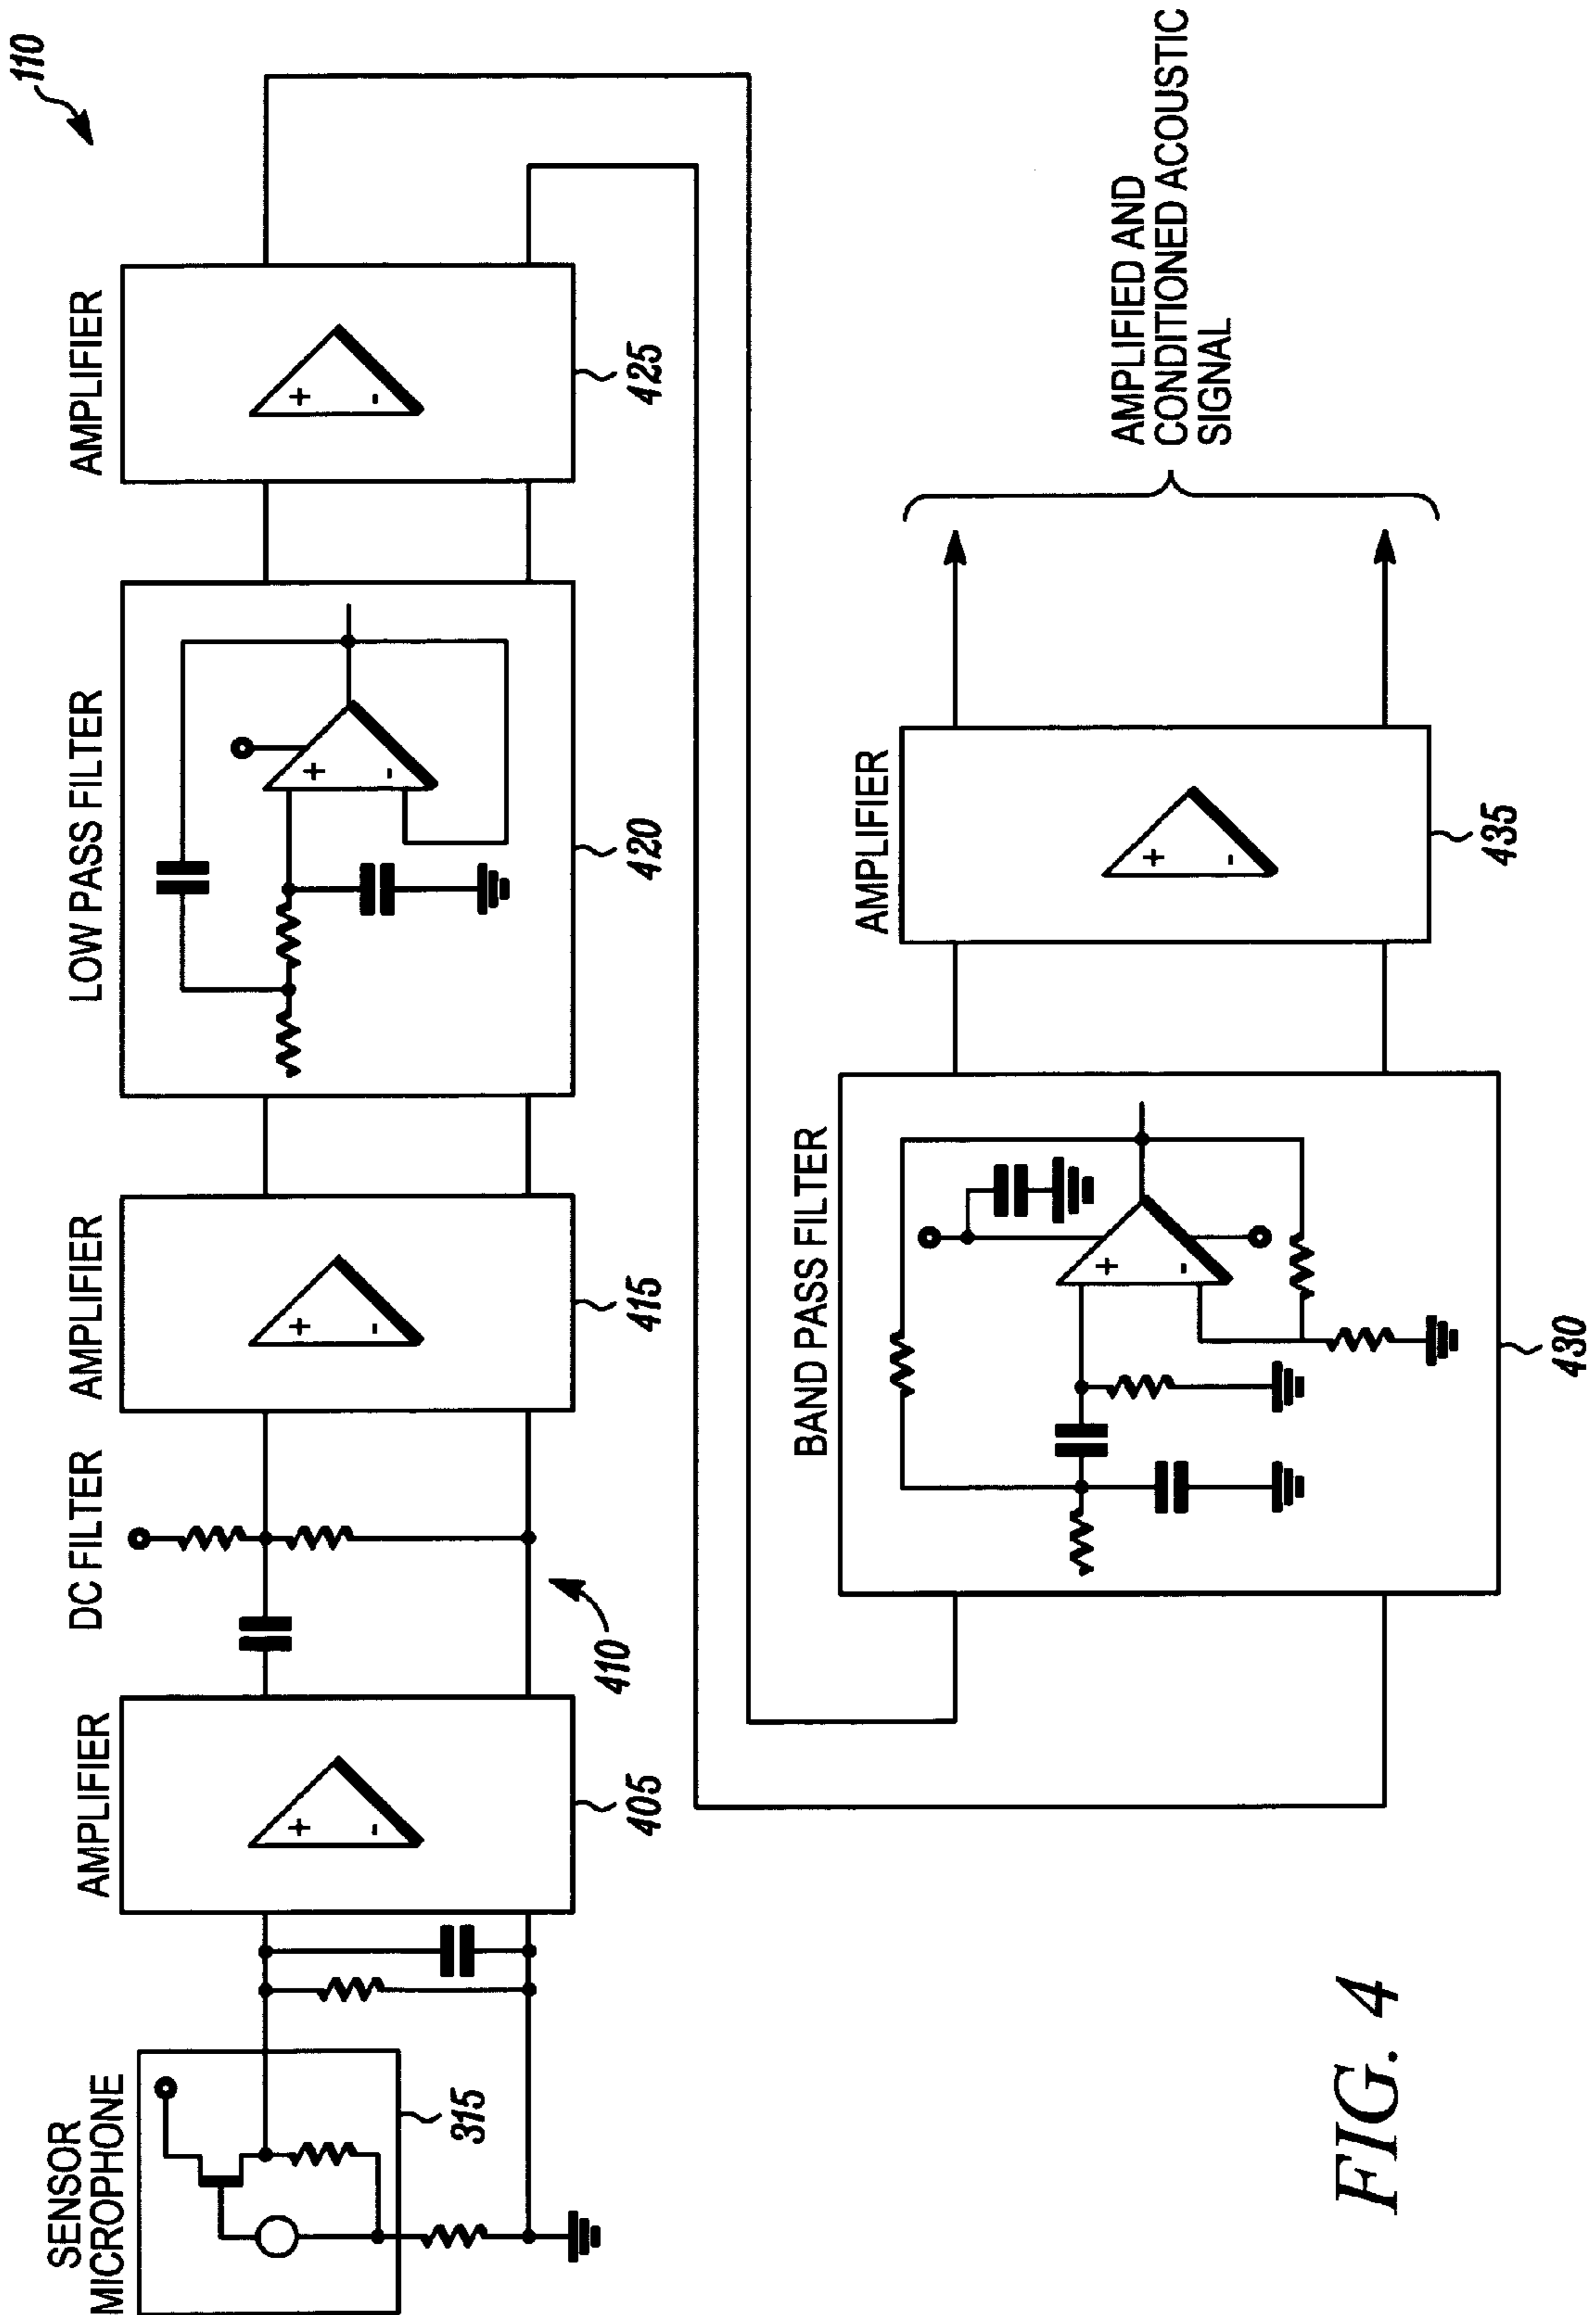 110
SENSOR
MICROPHONE
315
AMPLIFIER
+
-
405
DC FILTER
410
AMPLIFIER
+
-
415
LOW PASS FILTER
+
-
420
AMPLIFIER
+
-
425
BAND PASS FILTER
+
-
430
AMPLIFIER
+
-
435
AMPLIFIED AND
CONDITIONED ACOUSTIC
SIGNAL
FIG. 4